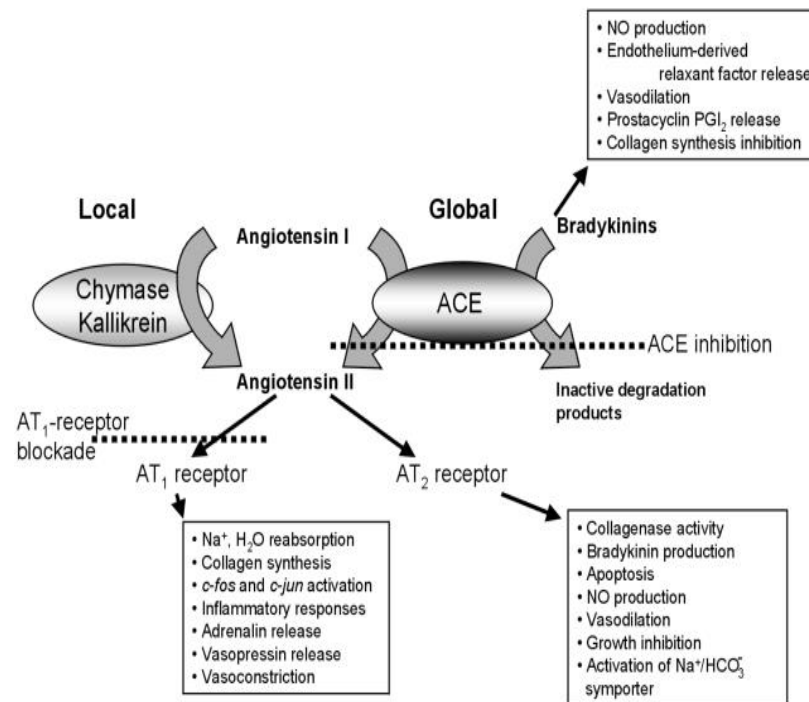 • NO production
• Endothelium-derived
relaxant factor release
• Vasodilation
• Prostacyclin PGI₂ release
• Collagen synthesis inhibition
Local
Global
Angiotensin I
Bradykinins
Chymase
Kallikrein
ACE
ACE inhibition
Angiotensin II
Inactive degradation
products
AT₁-receptor
blockade
AT₁ receptor
AT₂ receptor
• Na⁺, H₂O reabsorption
• Collagen synthesis
• c-fos and c-jun activation
• Inflammatory responses
• Adrenalin release
• Vasopressin release
• Vasoconstriction
• Collagenase activity
• Bradykinin production
• Apoptosis
• NO production
• Vasodilation
• Growth inhibition
• Activation of Na⁺/HCO₃⁻
symporter